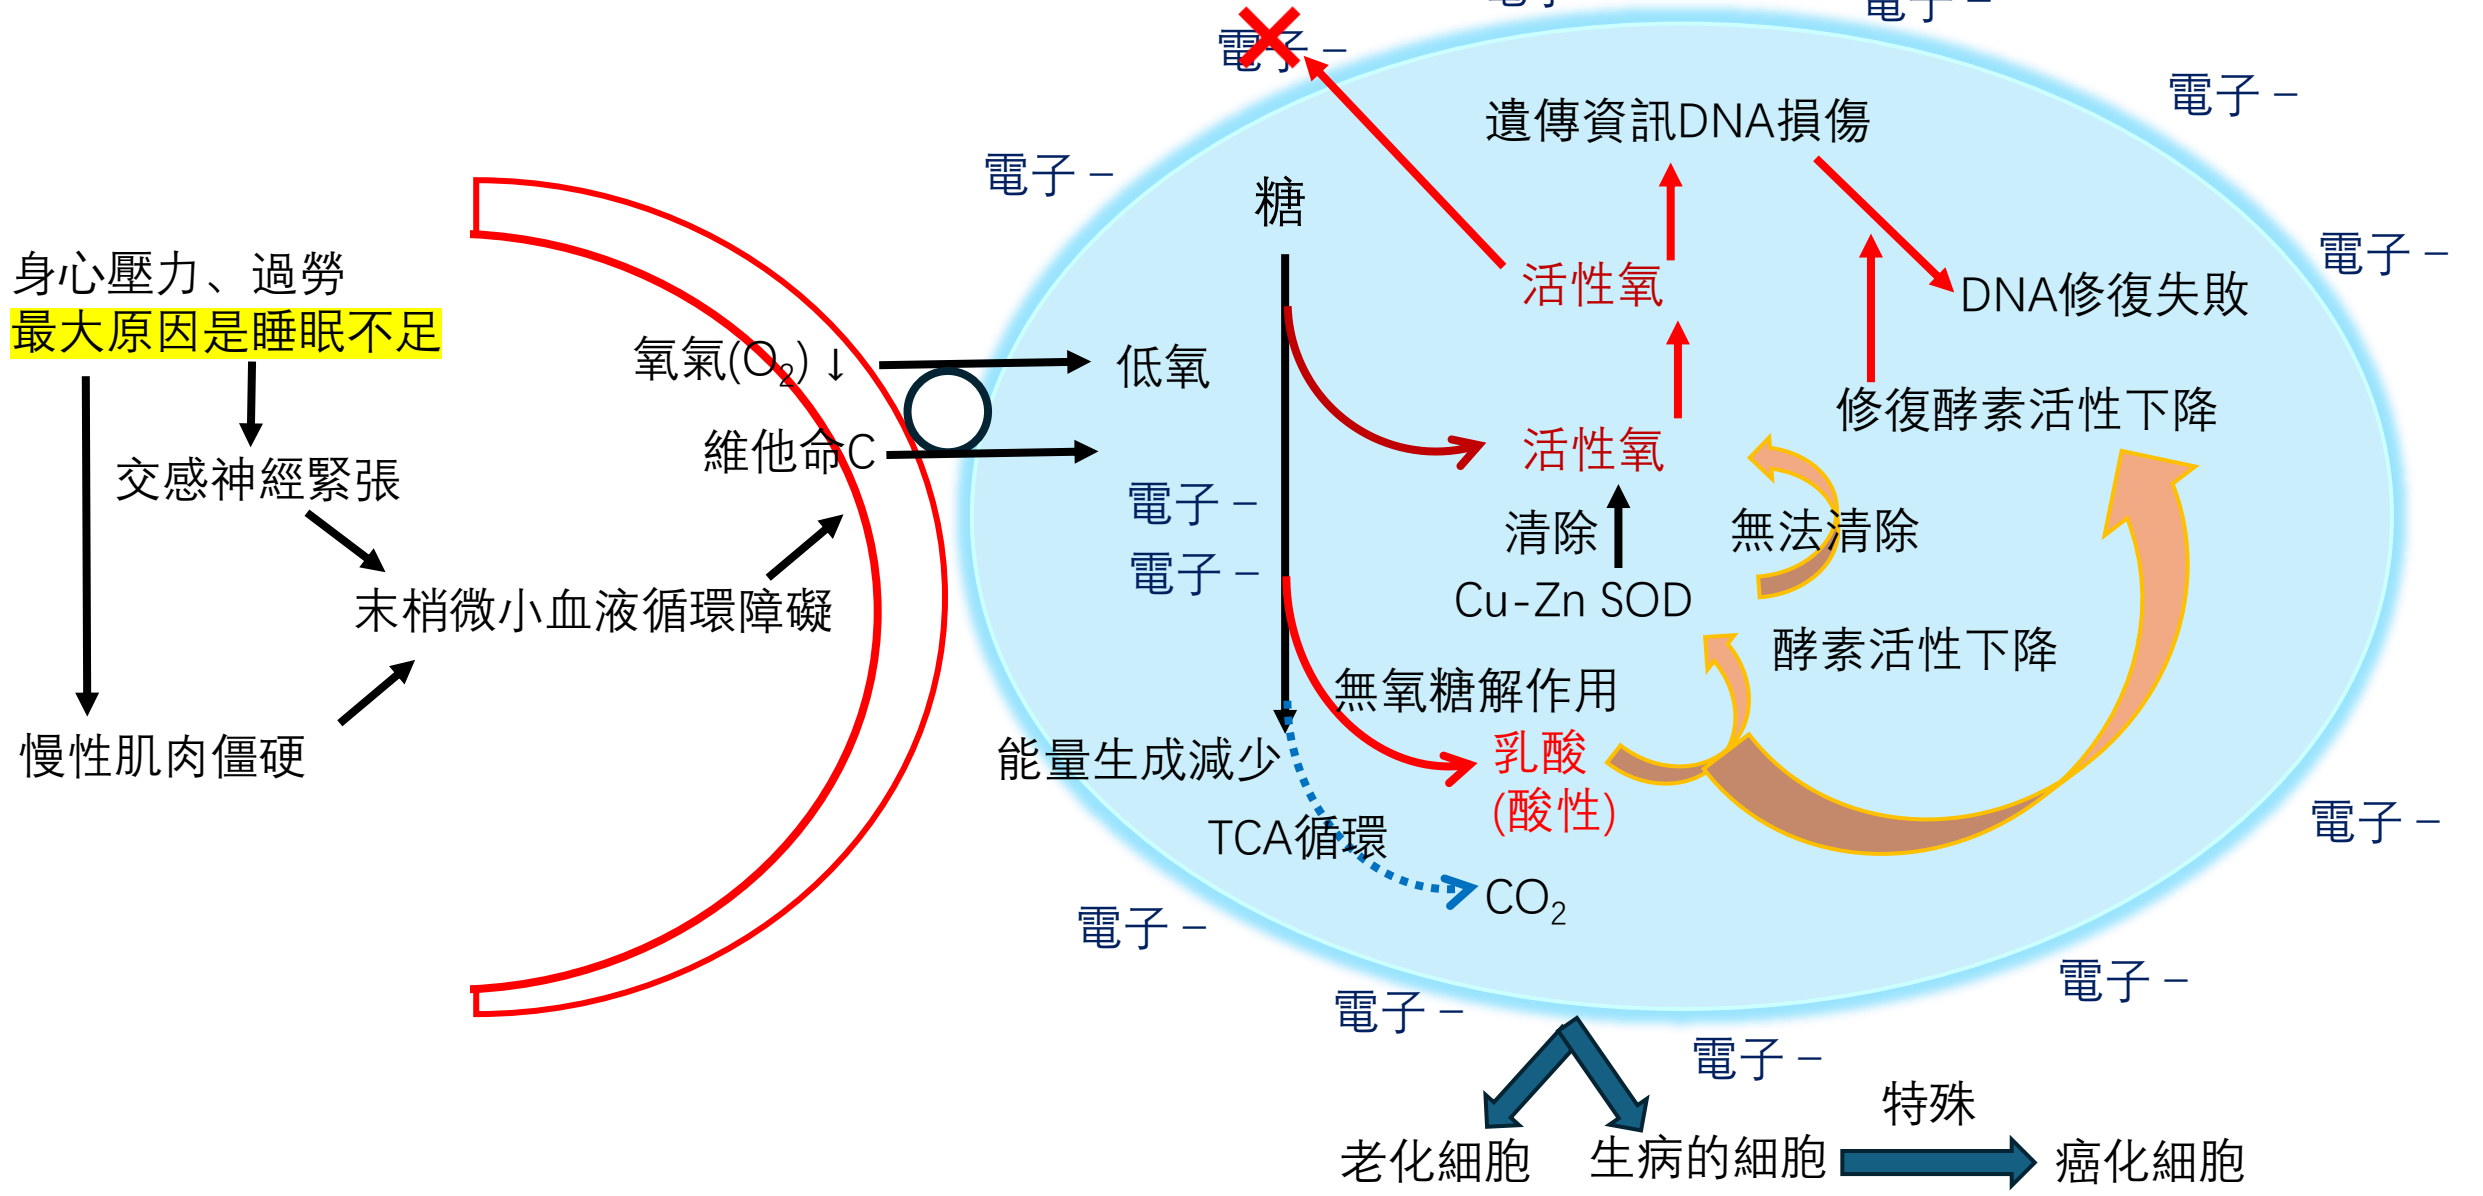 電子 –
電子 –
電子 –
電子 –
電子 –
遺傳資訊DNA損傷
糖
電子 –
身心壓力、過勞
最大原因是睡眠不足
活性氧
DNA修復失敗
氧氣(O₂)↓
低氧
修復酵素活性下降
維他命C
活性氧
交感神經緊張
電子 –
清除
無法清除
電子 –
末梢微小血液循環障礙
Cu-Zn SOD
酵素活性下降
無氧糖解作用
慢性肌肉僵硬
能量生成減少
乳酸
(酸性)
TCA循環
電子 –
CO₂
電子 –
電子 –
電子 –
電子 –
特殊
老化細胞
生病的細胞
癌化細胞